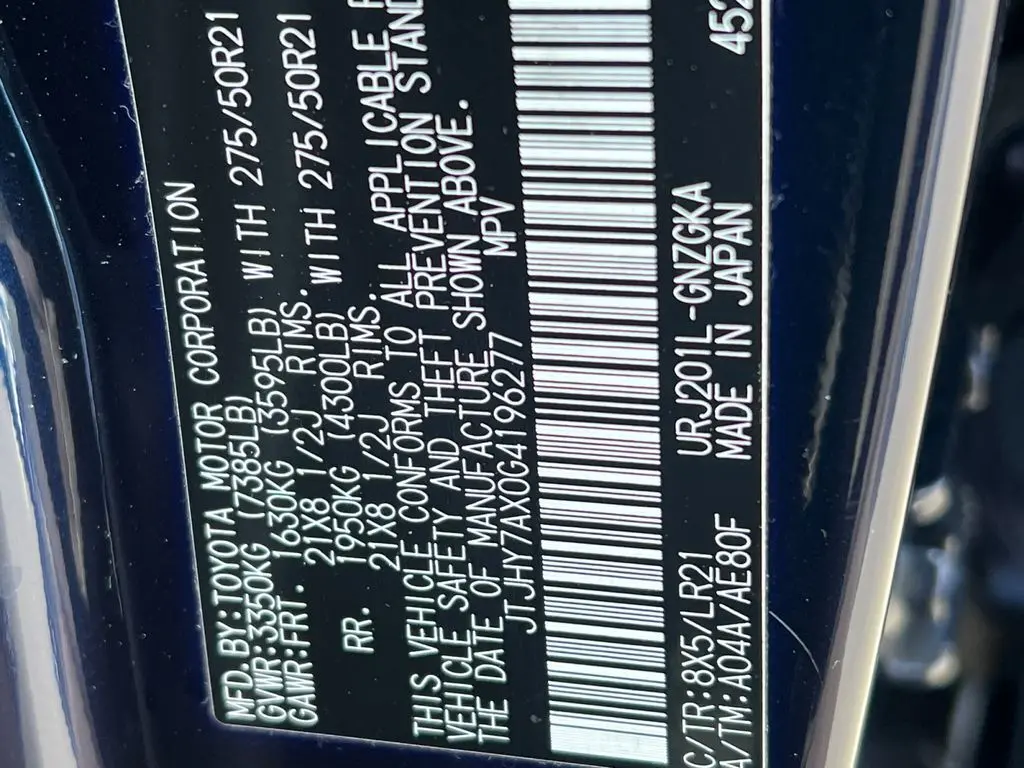 MFD.BY:TOYOTA MOTOR CORPORATION
GVWR:3350KG (7385LB)
GAWR:FRT. 1630KG (3595LB) WITH 275/50R21
21X8 1/2J RIMS.
RR. 1950KG (4300LB) WITH 275/50R21
21X8 1/2J RIMS.
THIS VEHICLE CONFORMS TO ALL APPLICABLE F
VEHICLE SAFETY AND THEFT PREVENTION STAND
THE DATE OF MANUFACTURE SHOWN ABOVE.
JTJHY7AX0G4196277 MPV
452
C/TR:8X5/LR21 URJ201L-GNZGKA
A/TM:A04A/AE80F MADE IN JAPAN